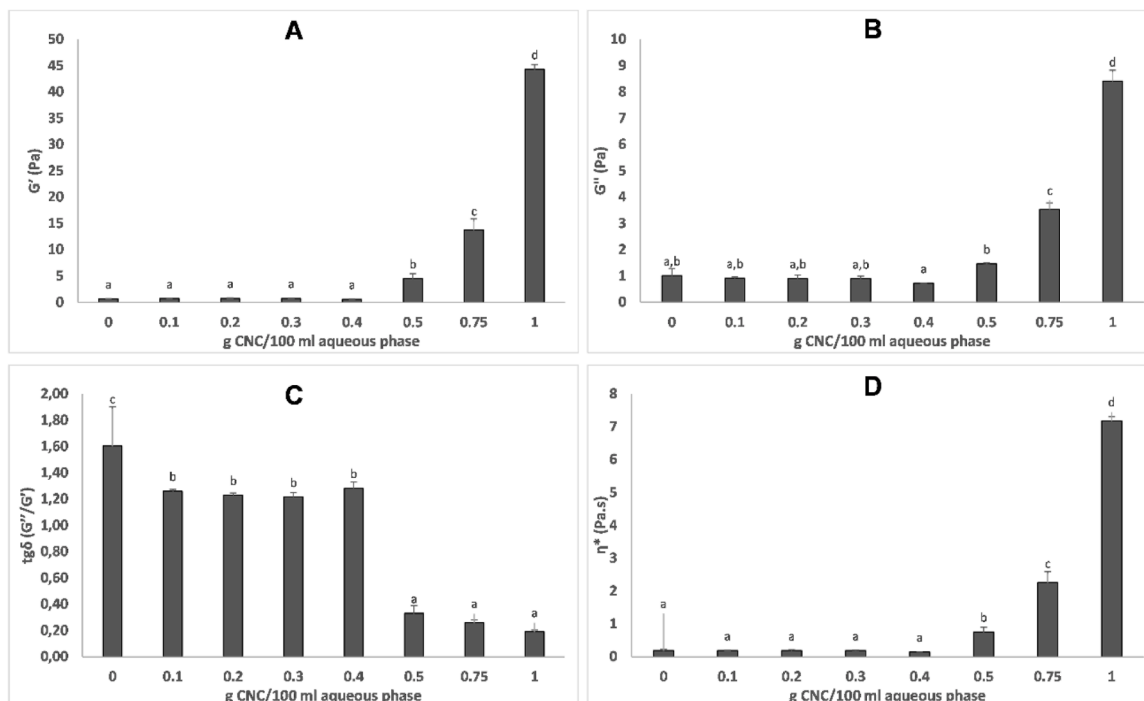 A
G' (Pa)
50
45
40
35
30
25
20
15
10
5
0
a
a
a
a
a
b
c
d
0 0.1 0.2 0.3 0.4 0.5 0.75 1
g CNC/100 ml aqueous phase
B
G'' (Pa)
10
9
8
7
6
5
4
3
2
1
0
a,b
a,b
a,b
a,b
a
b
c
d
0 0.1 0.2 0.3 0.4 0.5 0.75 1
g CNC/100 ml aqueous phase
C
tgδ (G''/G')
2,00
1,80
1,60
1,40
1,20
1,00
0,80
0,60
0,40
0,20
0,00
c
b
b
b
b
a
a
a
0 0.1 0.2 0.3 0.4 0.5 0.75 1
g CNC/100 ml aqueous phase
D
η* (Pa.s)
8
7
6
5
4
3
2
1
0
a
a
a
a
a
b
c
d
0 0.1 0.2 0.3 0.4 0.5 0.75 1
g CNC/100 ml aqueous phase